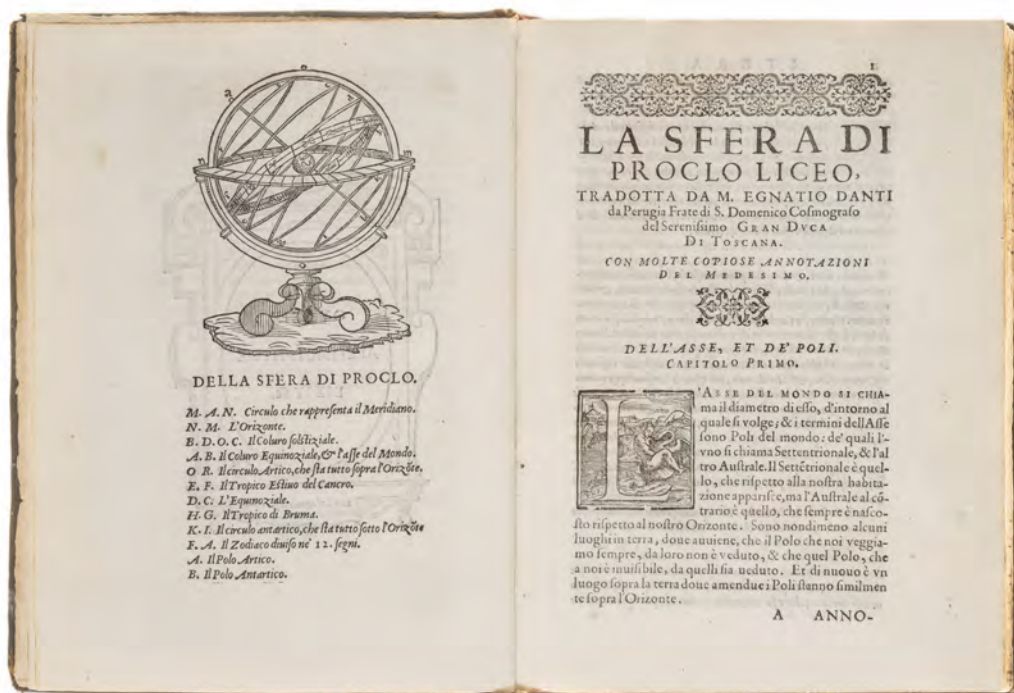 DELLA SFERA DI PROCLO.
M. A. N. Circulo che rappresenta il Meridiano.
N. M. L'Orizonte.
B. D. O. C. Il Coluro solstiziale.
A. B. Il Coluro Equinoziale, & l'asse del Mondo.
O R. Il circulo Artico, che sta tutto sopra l'Orizõte.
E. F. Il Tropico Estiuo del Cancro.
D. C. L'Equinoziale.
H. G. Il Tropico di Bruma.
K. I. Il circulo antartico, che sta tutto sotto l'Orizõte
F. A. Il Zodiaco diuiso ne' 12. segni.
A. Il Polo Artico.
B. Il Polo Antartico.
1
LA SFERA DI
PROCLO LICEO,
TRADOTTA DA M. EGNATIO DANTI
da Perugia Frate di S. Domenico Cosmografo
del Serenissimo GRAN DVCA
DI TOSCANA.
CON MOLTE COPIOSE ANNOTAZIONI
DEL MEDESIMO.
DELL'ASSE, ET DE' POLI.
CAPITOLO PRIMO.
L'ASSE DEL MONDO SI CHIA-
ma il diametro di esso, d'intorno al
quale si volge; & i termini dell'Asse
sono Poli del mondo: de' quali l'-
vno si chiama Settentrionale, & l'al
tro Australe. Il Settẽtrionale è quel-
lo, che rispetto alla nostra habita-
zione apparisce, ma l'Australe al cõ-
trario è quello, che sempre è nasco-
sto rispetto al nostro Orizonte. Sono nondimeno alcuni
luoghi in terra, doue auuiene, che il Polo che noi veggia-
mo sempre, da loro non è veduto, & che quel Polo, che
a noi è inuisibile, da quelli sia ueduto. Et di nuouo è vn
luogo sopra la terra doue amendue i Poli stanno similmen
te sopra l'Orizonte.
A ANNO-